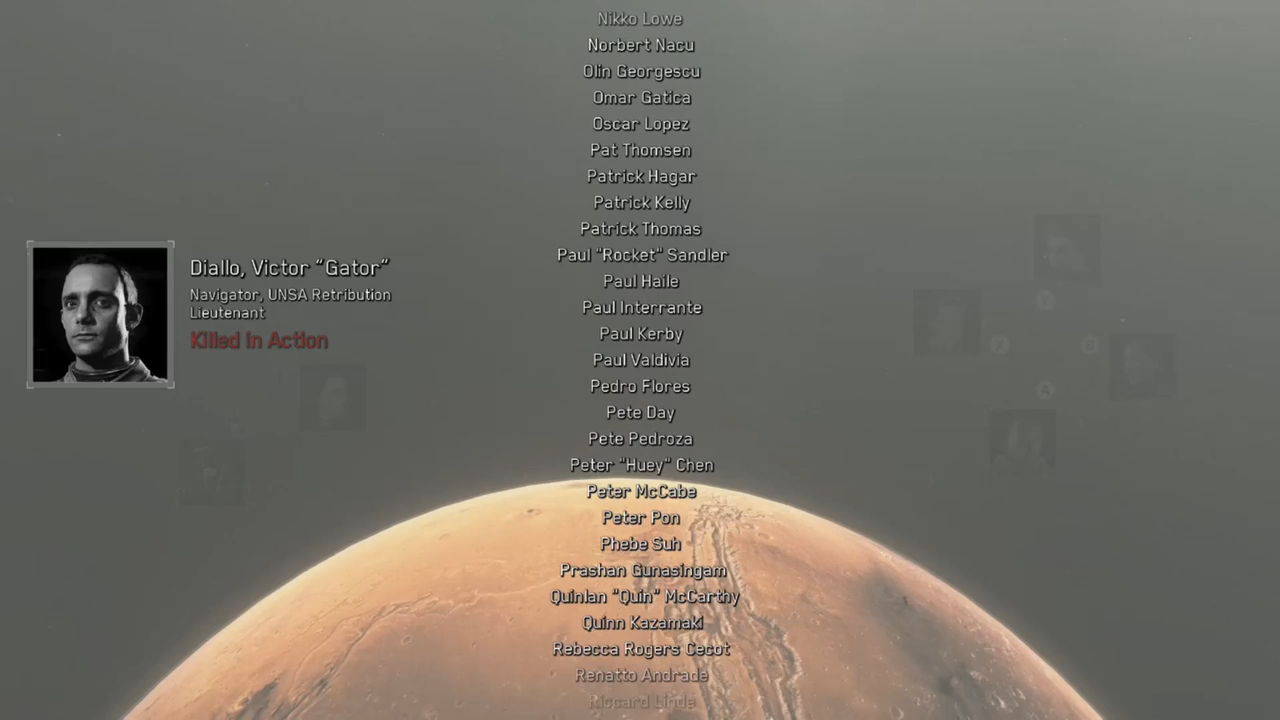 Diallo, Victor “Gator”
Navigator, UNSA Retribution
Lieutenant
Killed in Action
Nikko Lowe
Norbert Nacu
Olin Georgescu
Omar Gatica
Oscar Lopez
Pat Thomsen
Patrick Hagar
Patrick Kelly
Patrick Thomas
Paul "Rocket" Sandler
Paul Haile
Paul Interrante
Paul Kerby
Paul Valdivia
Pedro Flores
Pete Day
Pete Pedroza
Peter "Huey" Chen
Peter McCabe
Peter Pon
Phebe Suh
Prashan Gunasingam
Quinlan "Quin" McCarthy
Quinn Kazamaki
Rebecca Rogers Cecot
Renatto Andrade
Riccard Linde